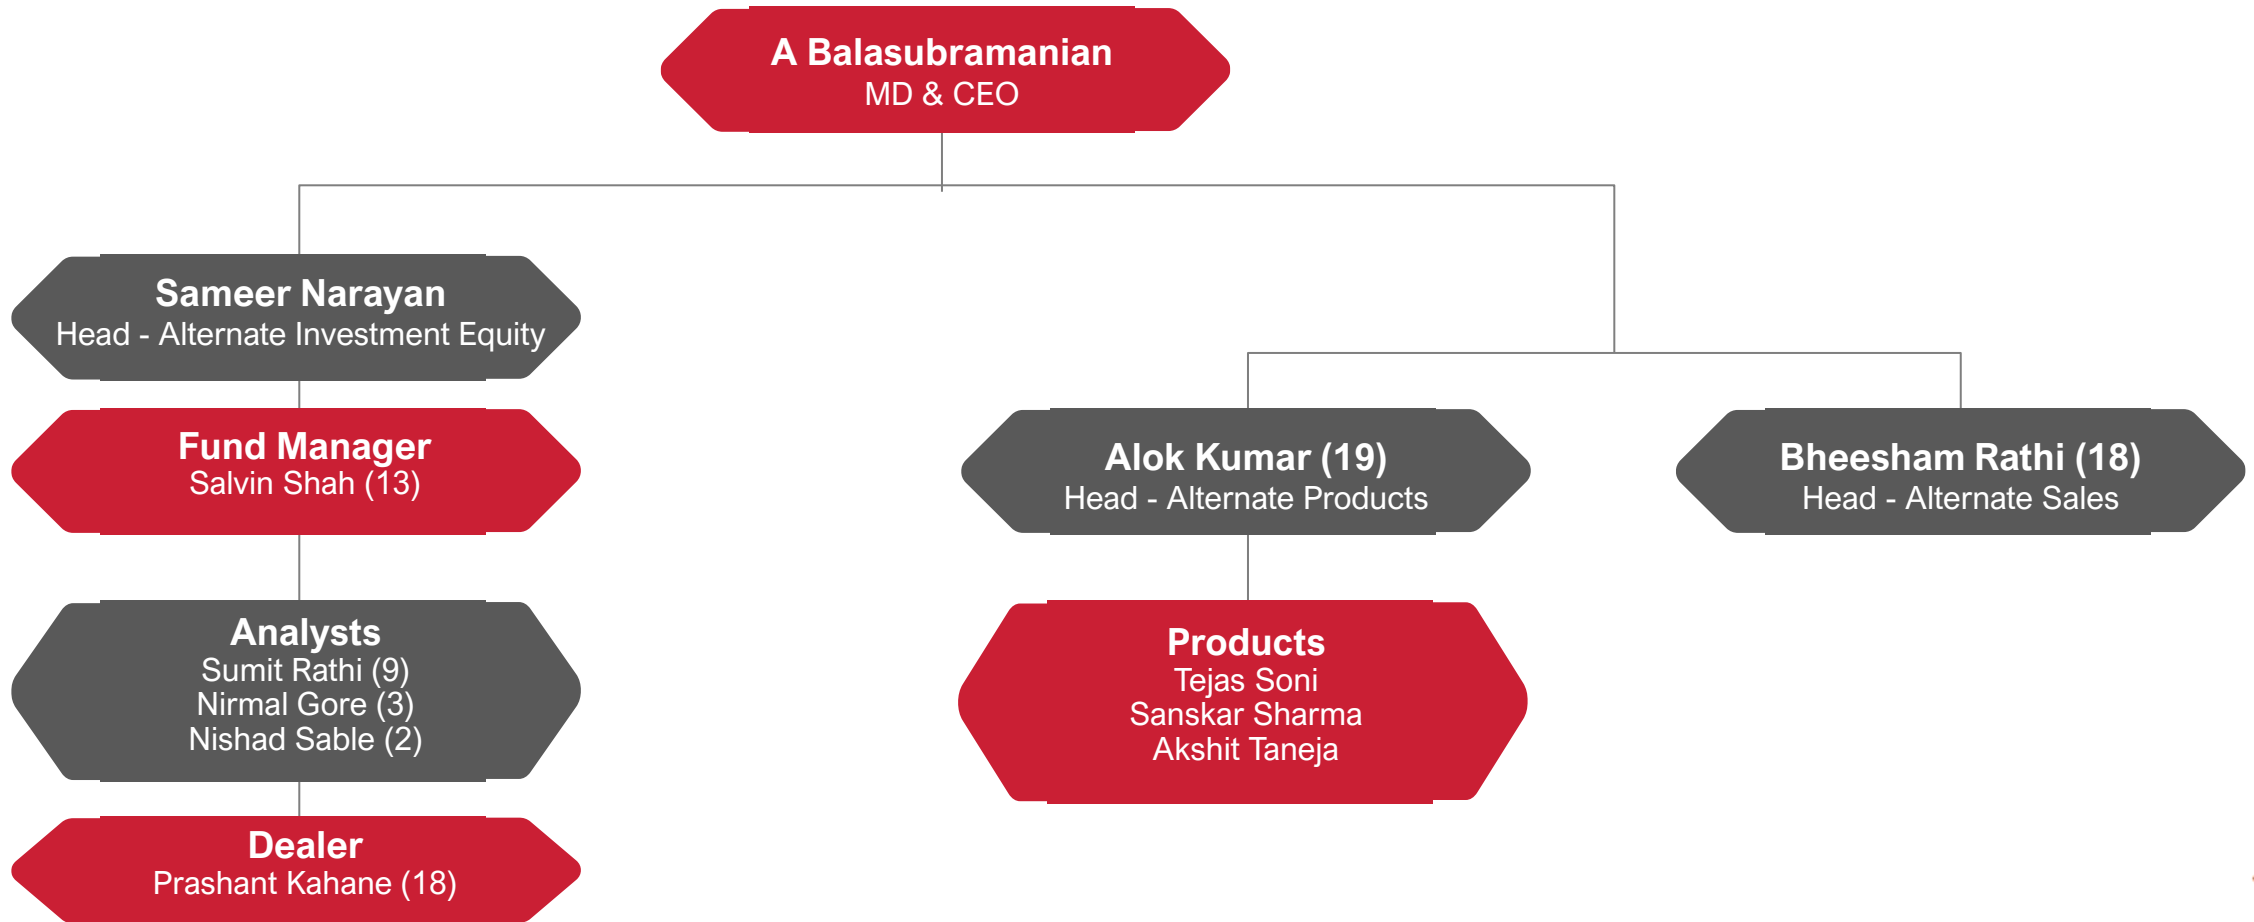 A Balasubramanian
MD & CEO
Sameer Narayan
Head - Alternate Investment Equity
Fund Manager
Salvin Shah (13)
Analysts
Sumit Rathi (9)
Nirmal Gore (3)
Nishad Sable (2)
Dealer
Prashant Kahane (18)
Alok Kumar (19)
Head - Alternate Products
Products
Tejas Soni
Sanskar Sharma
Akshit Taneja
Bheesham Rathi (18)
Head - Alternate Sales